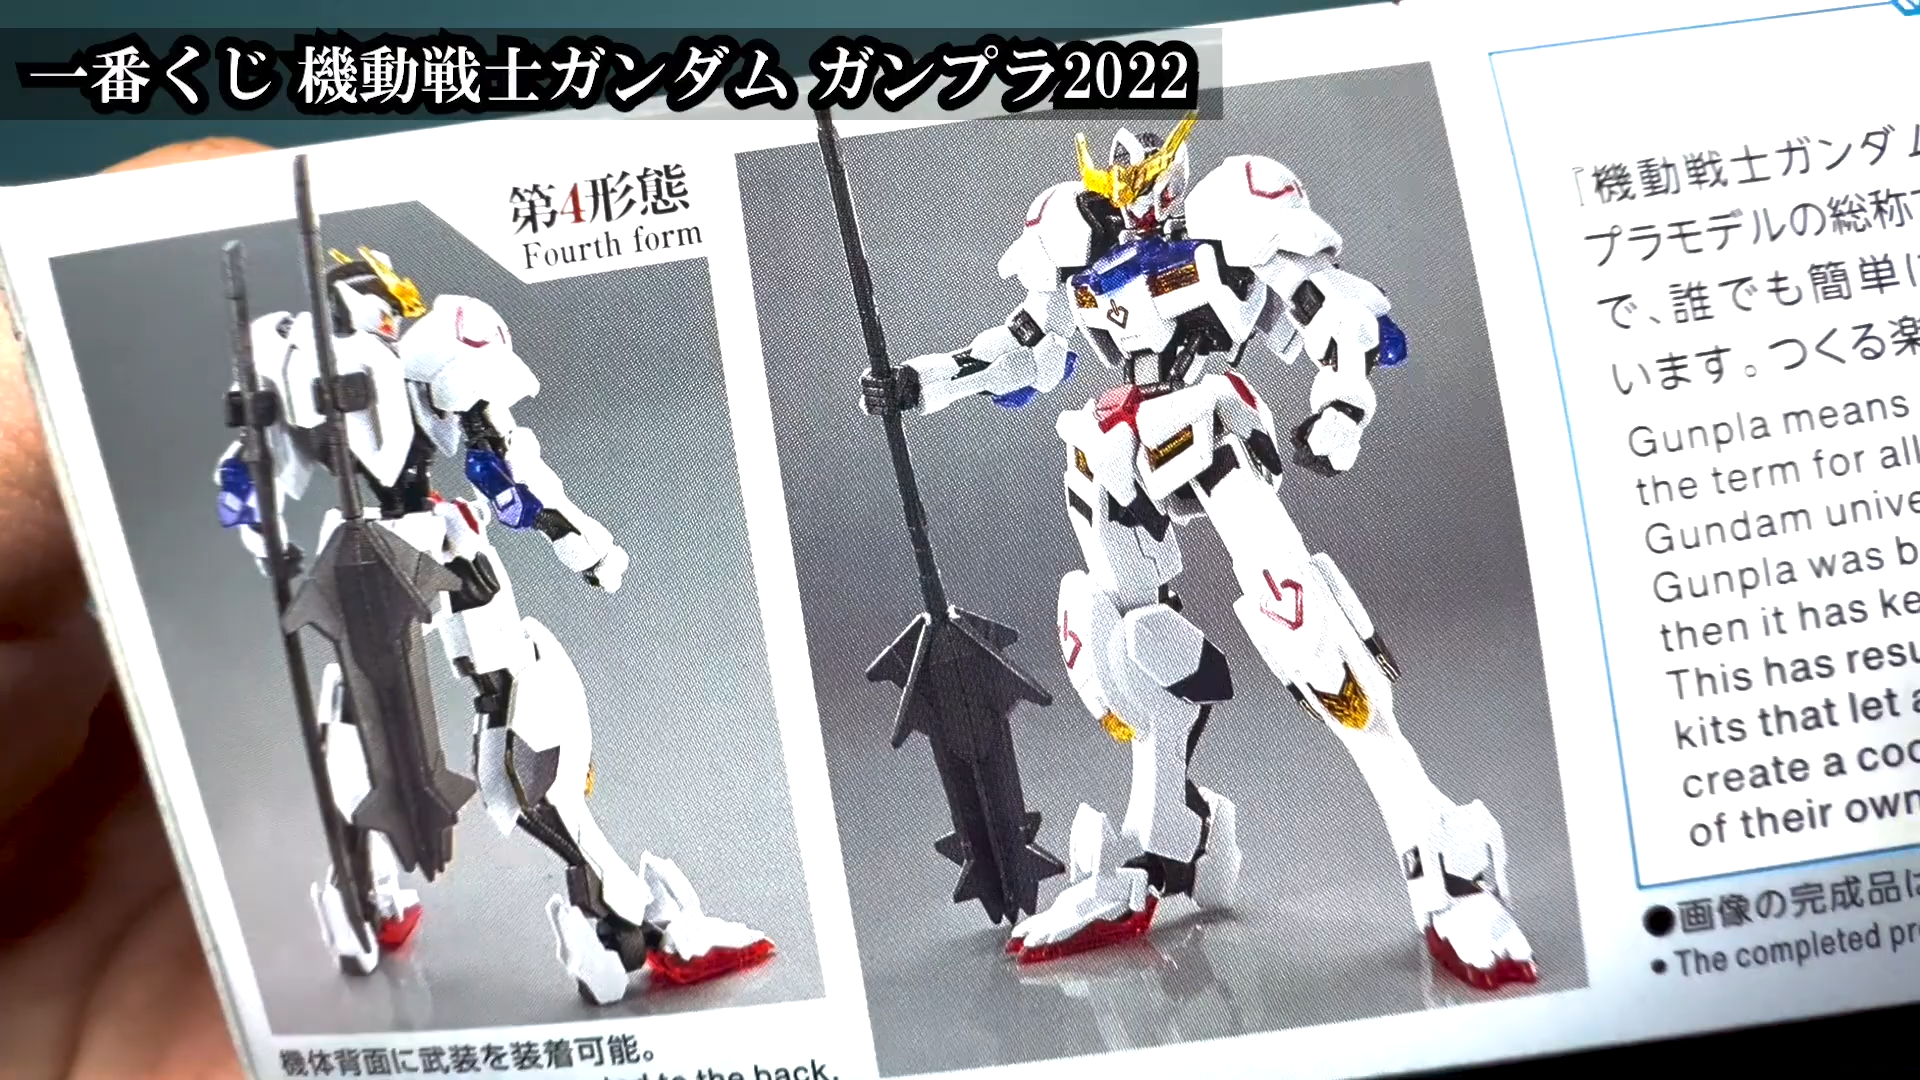 一番くじ 機動戦士ガンダム ガンプラ2022
第4形態
Fourth form
機体背面に武装を装着可能。
to the back.
『機動戦士ガンダム
プラモデルの総称
で、誰でも簡単に
います。つくる楽
Gunpla means
the term for all
Gundam unive
Gunpla was b
then it has ke
This has resu
kits that let a
create a coo
of their own
●画像の完成品は
• The completed pr